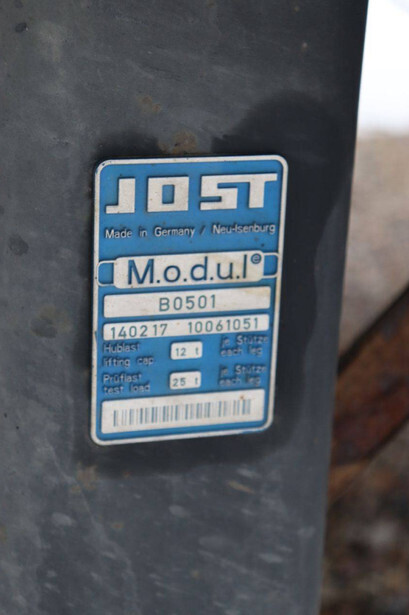 JOST
Made in Germany / Neu-Isenburg
M.o.d.u.l®
B0501
140217 10061051
Hublast 12 t je Stütze
lifting cap each leg
Prüflast 25 t je Stütze
test load each leg